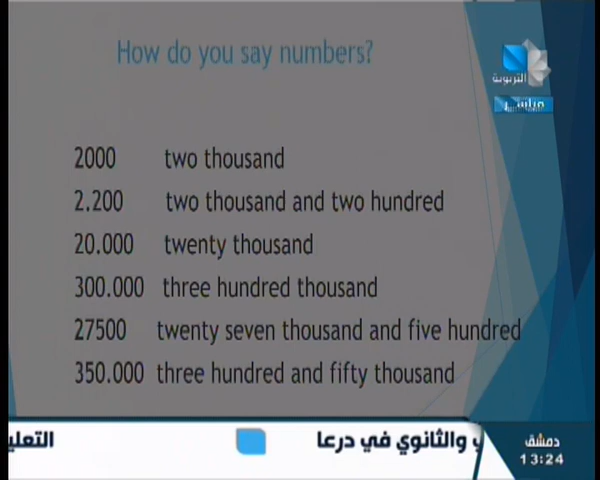 How do you say numbers?
التربوية
مباشر
2000 two thousand
2.200 two thousand and two hundred
20.000 twenty thousand
300.000 three hundred thousand
27500 twenty seven thousand and five hundred
350.000 three hundred and fifty thousand
والثانوي في درعا
دمشق
13:24